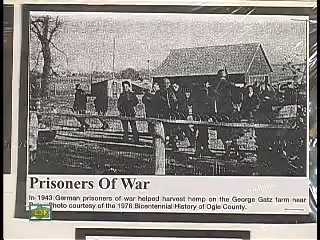 Prisoners Of War
In 1943 German prisoners of war helped harvest hemp on the George Gatz farm near
Photo courtesy of the 1976 Bicentennial History of Ogle County.